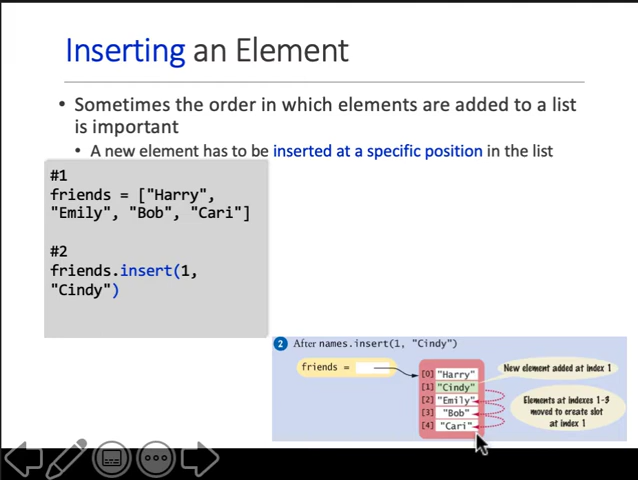 Inserting an Element
• Sometimes the order in which elements are added to a list
is important
• A new element has to be inserted at a specific position in the list
#1
friends = ["Harry",
"Emily", "Bob", "Cari"]
#2
friends.insert(1,
"Cindy")
2 After names.insert(1, "Cindy")
friends =
[0] "Harry"
[1] "Cindy"
[2] "Emily"
[3] "Bob"
[4] "Cari"
New element added at index 1
Elements at indexes 1-3
moved to create slot
at index 1